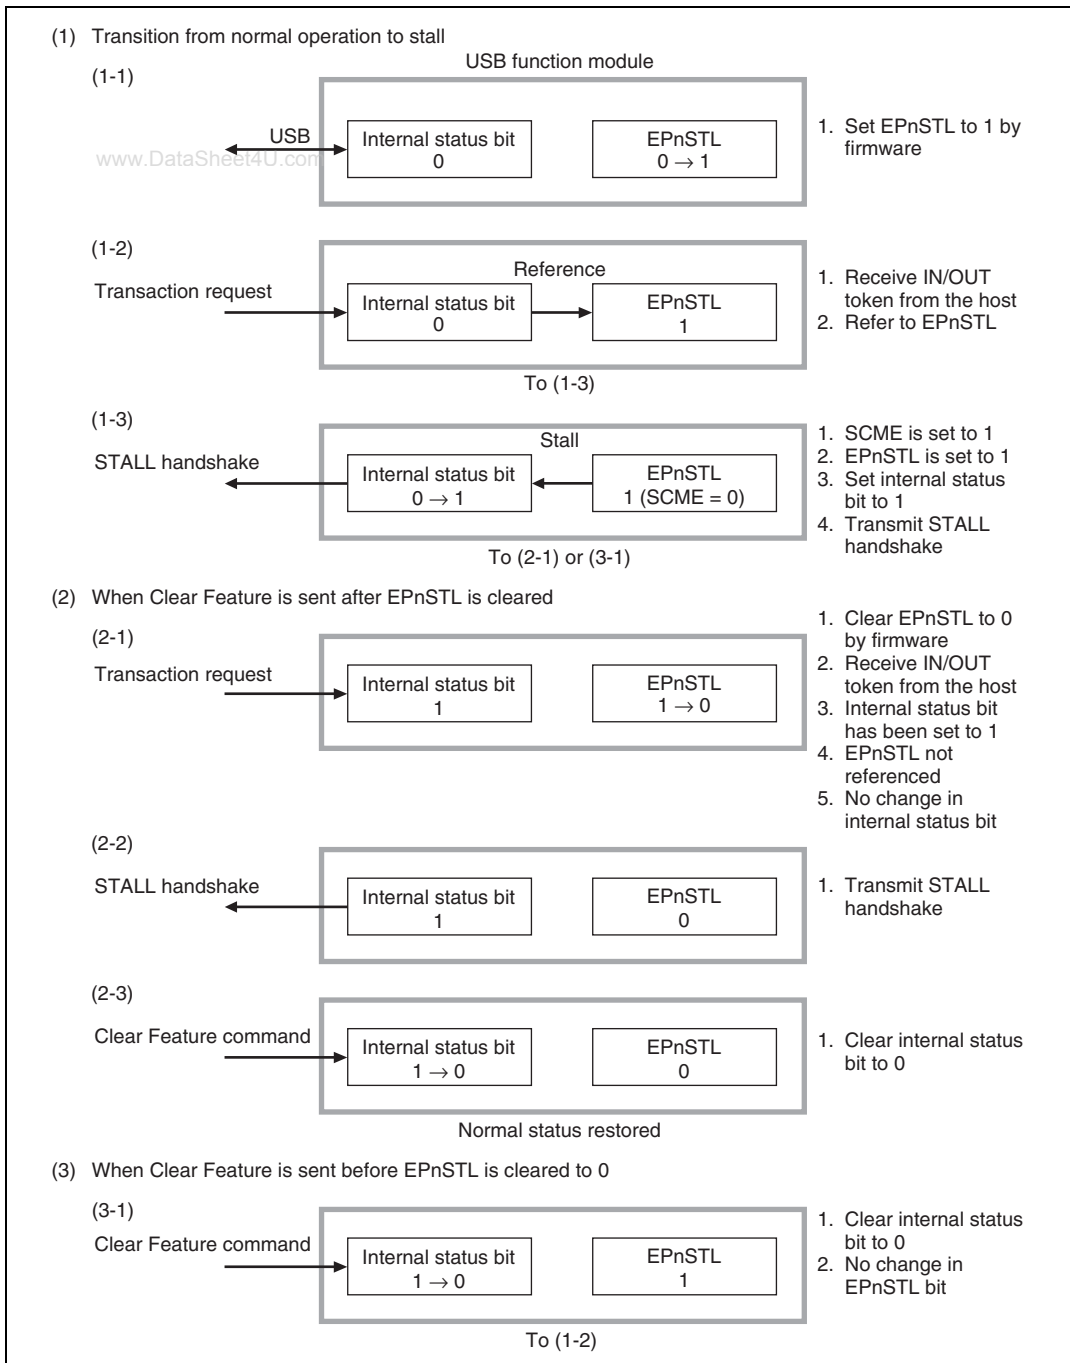 (1) Transition from normal operation to stall
(1-1)
USB function module
USB
Internal status bit
0
EPnSTL
0 → 1
1. Set EPnSTL to 1 by
firmware
www.DataSheet4U.com
(1-2)
Transaction request
Reference
Internal status bit
0
EPnSTL
1
1. Receive IN/OUT
token from the host
2. Refer to EPnSTL
To (1-3)
(1-3)
STALL handshake
Stall
Internal status bit
0 → 1
EPnSTL
1 (SCME = 0)
1. SCME is set to 1
2. EPnSTL is set to 1
3. Set internal status
bit to 1
4. Transmit STALL
handshake
To (2-1) or (3-1)
(2) When Clear Feature is sent after EPnSTL is cleared
(2-1)
Transaction request
Internal status bit
1
EPnSTL
1 → 0
1. Clear EPnSTL to 0
by firmware
2. Receive IN/OUT
token from the host
3. Internal status bit
has been set to 1
4. EPnSTL not
referenced
5. No change in
internal status bit
(2-2)
STALL handshake
Internal status bit
1
EPnSTL
0
1. Transmit STALL
handshake
(2-3)
Clear Feature command
Internal status bit
1 → 0
EPnSTL
0
1. Clear internal status
bit to 0
Normal status restored
(3) When Clear Feature is sent before EPnSTL is cleared to 0
(3-1)
Clear Feature command
Internal status bit
1 → 0
EPnSTL
1
1. Clear internal status
bit to 0
2. No change in
EPnSTL bit
To (1-2)